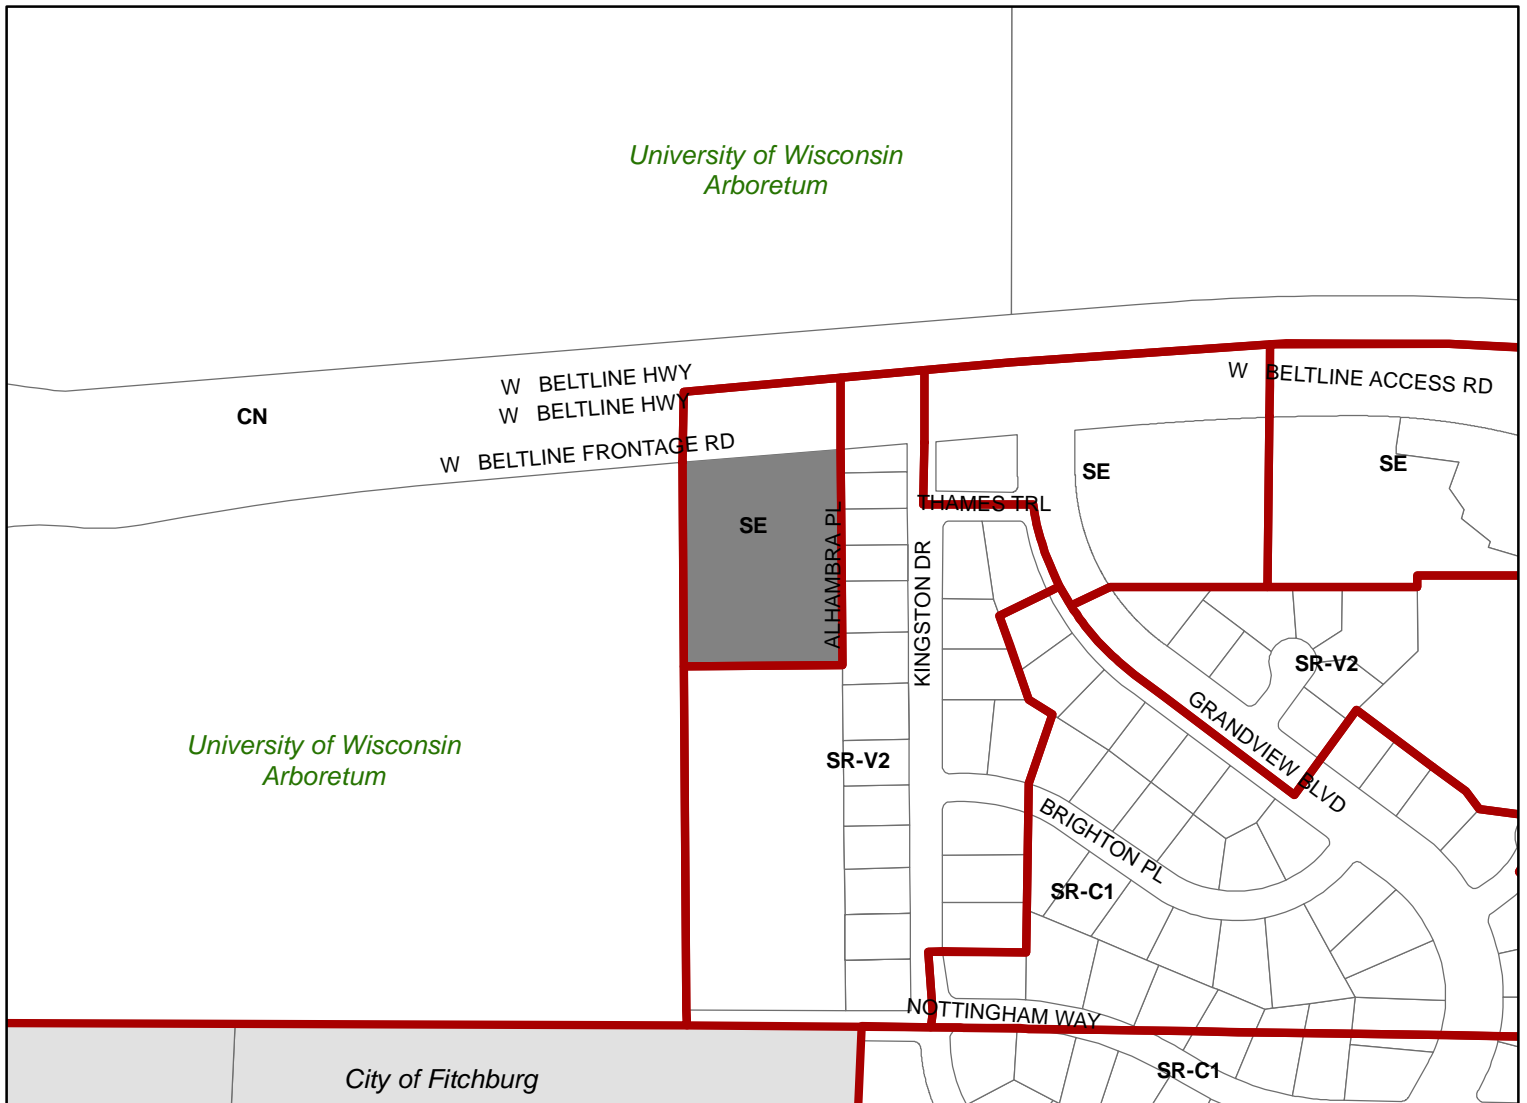 University of Wisconsin
Arboretum
W BELTLINE HWY
W BELTLINE HWY
CN
W BELTLINE FRONTAGE RD
W BELTLINE ACCESS RD
SE
SE
SE
THAMES TRL
ALHAMBRA PL
KINGSTON DR
SR-V2
GRANDVIEW BLVD
University of Wisconsin
Arboretum
SR-V2
BRIGHTON PL
SR-C1
NOTTINGHAM WAY
SR-C1
City of Fitchburg